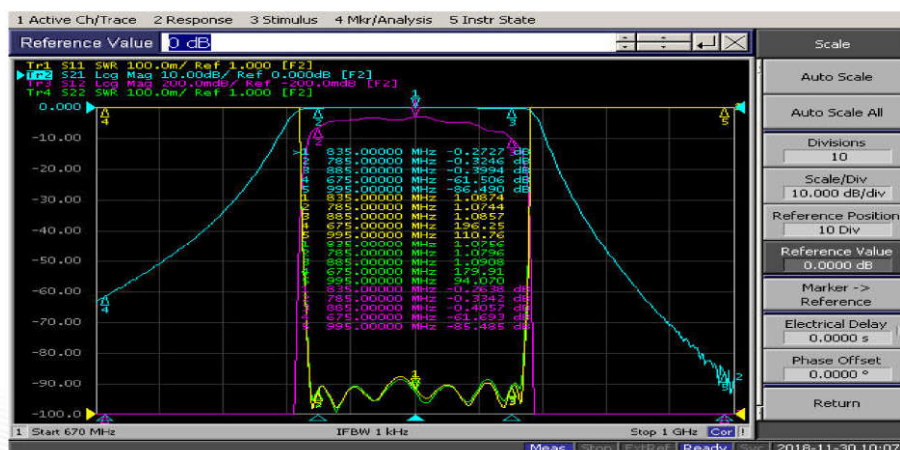 1 Active Ch/Trace 2 Response 3 Stimulus 4 Mkr/Analysis 5 Instr State
Reference Value 0 dB
Tr1 S11 SWR 100.0m/ Ref 1.000 [F2]
Tr2 S21 Log Mag 10.00dB/ Ref 0.000dB [F2]
Tr3 S12 Log Mag 200.0mdB/ Ref -200.0mdB [F2]
Tr4 S22 SWR 100.0m/ Ref 1.000 [F2]
0.000
-10.00
-20.00
-30.00
-40.00
-50.00
-60.00
-70.00
-80.00
-90.00
-100.0
>1 835.00000 MHz -0.2727 dB
2 785.00000 MHz -0.3246 dB
3 885.00000 MHz -0.3994 dB
4 675.00000 MHz -61.506 dB
5 995.00000 MHz -86.490 dB
1 835.00000 MHz 1.0874
2 785.00000 MHz 1.0744
3 885.00000 MHz 1.0857
4 675.00000 MHz 196.25
5 995.00000 MHz 110.76
1 835.00000 MHz 1.0756
2 785.00000 MHz 1.0796
3 885.00000 MHz 1.0908
4 675.00000 MHz 179.91
5 995.00000 MHz 94.070
1 835.00000 MHz -0.2638 dB
2 785.00000 MHz -0.3342 dB
3 885.00000 MHz -0.4057 dB
4 675.00000 MHz -61.693 dB
5 995.00000 MHz -85.485 dB
1 Start 670 MHz IFBW 1 kHz Stop 1 GHz Cor !
Meas Stop ExtRef Ready Svc 2018-11-30 10:07
Scale
Auto Scale
Auto Scale All
Divisions
10
Scale/Div
10.000 dB/div
Reference Position
10 Div
Reference Value
0.0000 dB
Marker ->
Reference
Electrical Delay
0.0000 s
Phase Offset
0.0000 °
Return